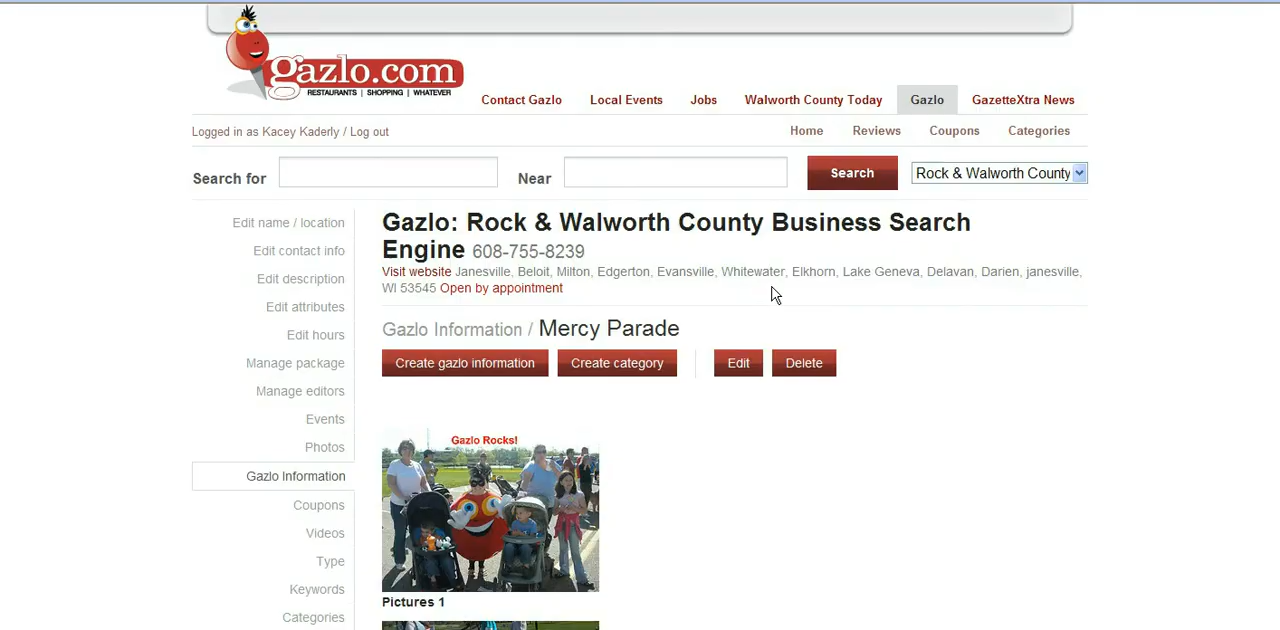 gazlo.com
RESTAURANTS | SHOPPING | WHATEVER
Contact Gazlo Local Events Jobs Walworth County Today Gazlo GazetteXtra News
Logged in as Kacey Kaderly / Log out
Home Reviews Coupons Categories
Search for Near Search Rock & Walworth County
Edit name / location
Edit contact info
Edit description
Edit attributes
Edit hours
Manage package
Manage editors
Events
Photos
Gazlo Information
Coupons
Videos
Type
Keywords
Categories
Gazlo: Rock & Walworth County Business Search
Engine 608-755-8239
Visit website Janesville, Beloit, Milton, Edgerton, Evansville, Whitewater, Elkhorn, Lake Geneva, Delavan, Darien, janesville,
WI 53545 Open by appointment
Gazlo Information / Mercy Parade
Create gazlo information Create category Edit Delete
Gazlo Rocks!
Pictures 1